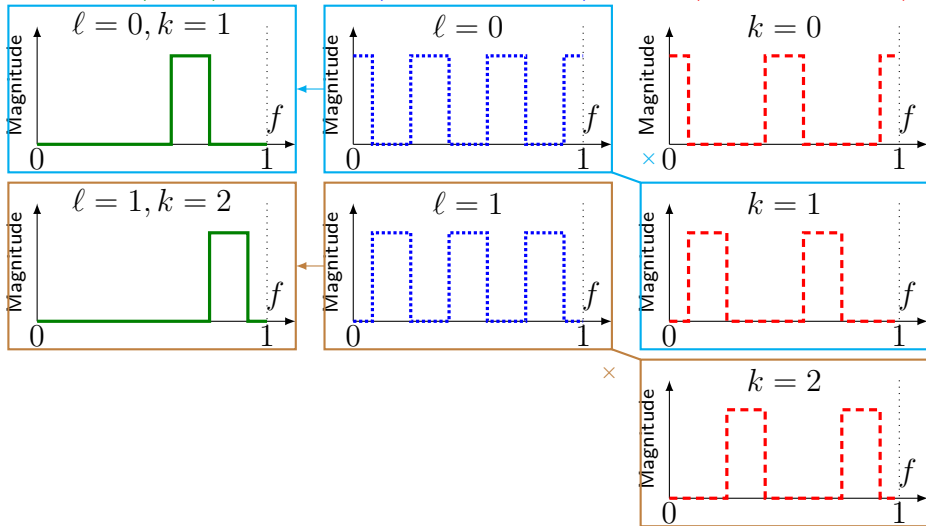 ℓ = 0, k = 1
Magnitude
f
0
1
ℓ = 0
Magnitude
f
0
1
k = 0
Magnitude
f
× 0
1
ℓ = 1, k = 2
Magnitude
f
0
1
ℓ = 1
Magnitude
f
0
1
k = 1
Magnitude
f
0
1
×
k = 2
Magnitude
f
0
1